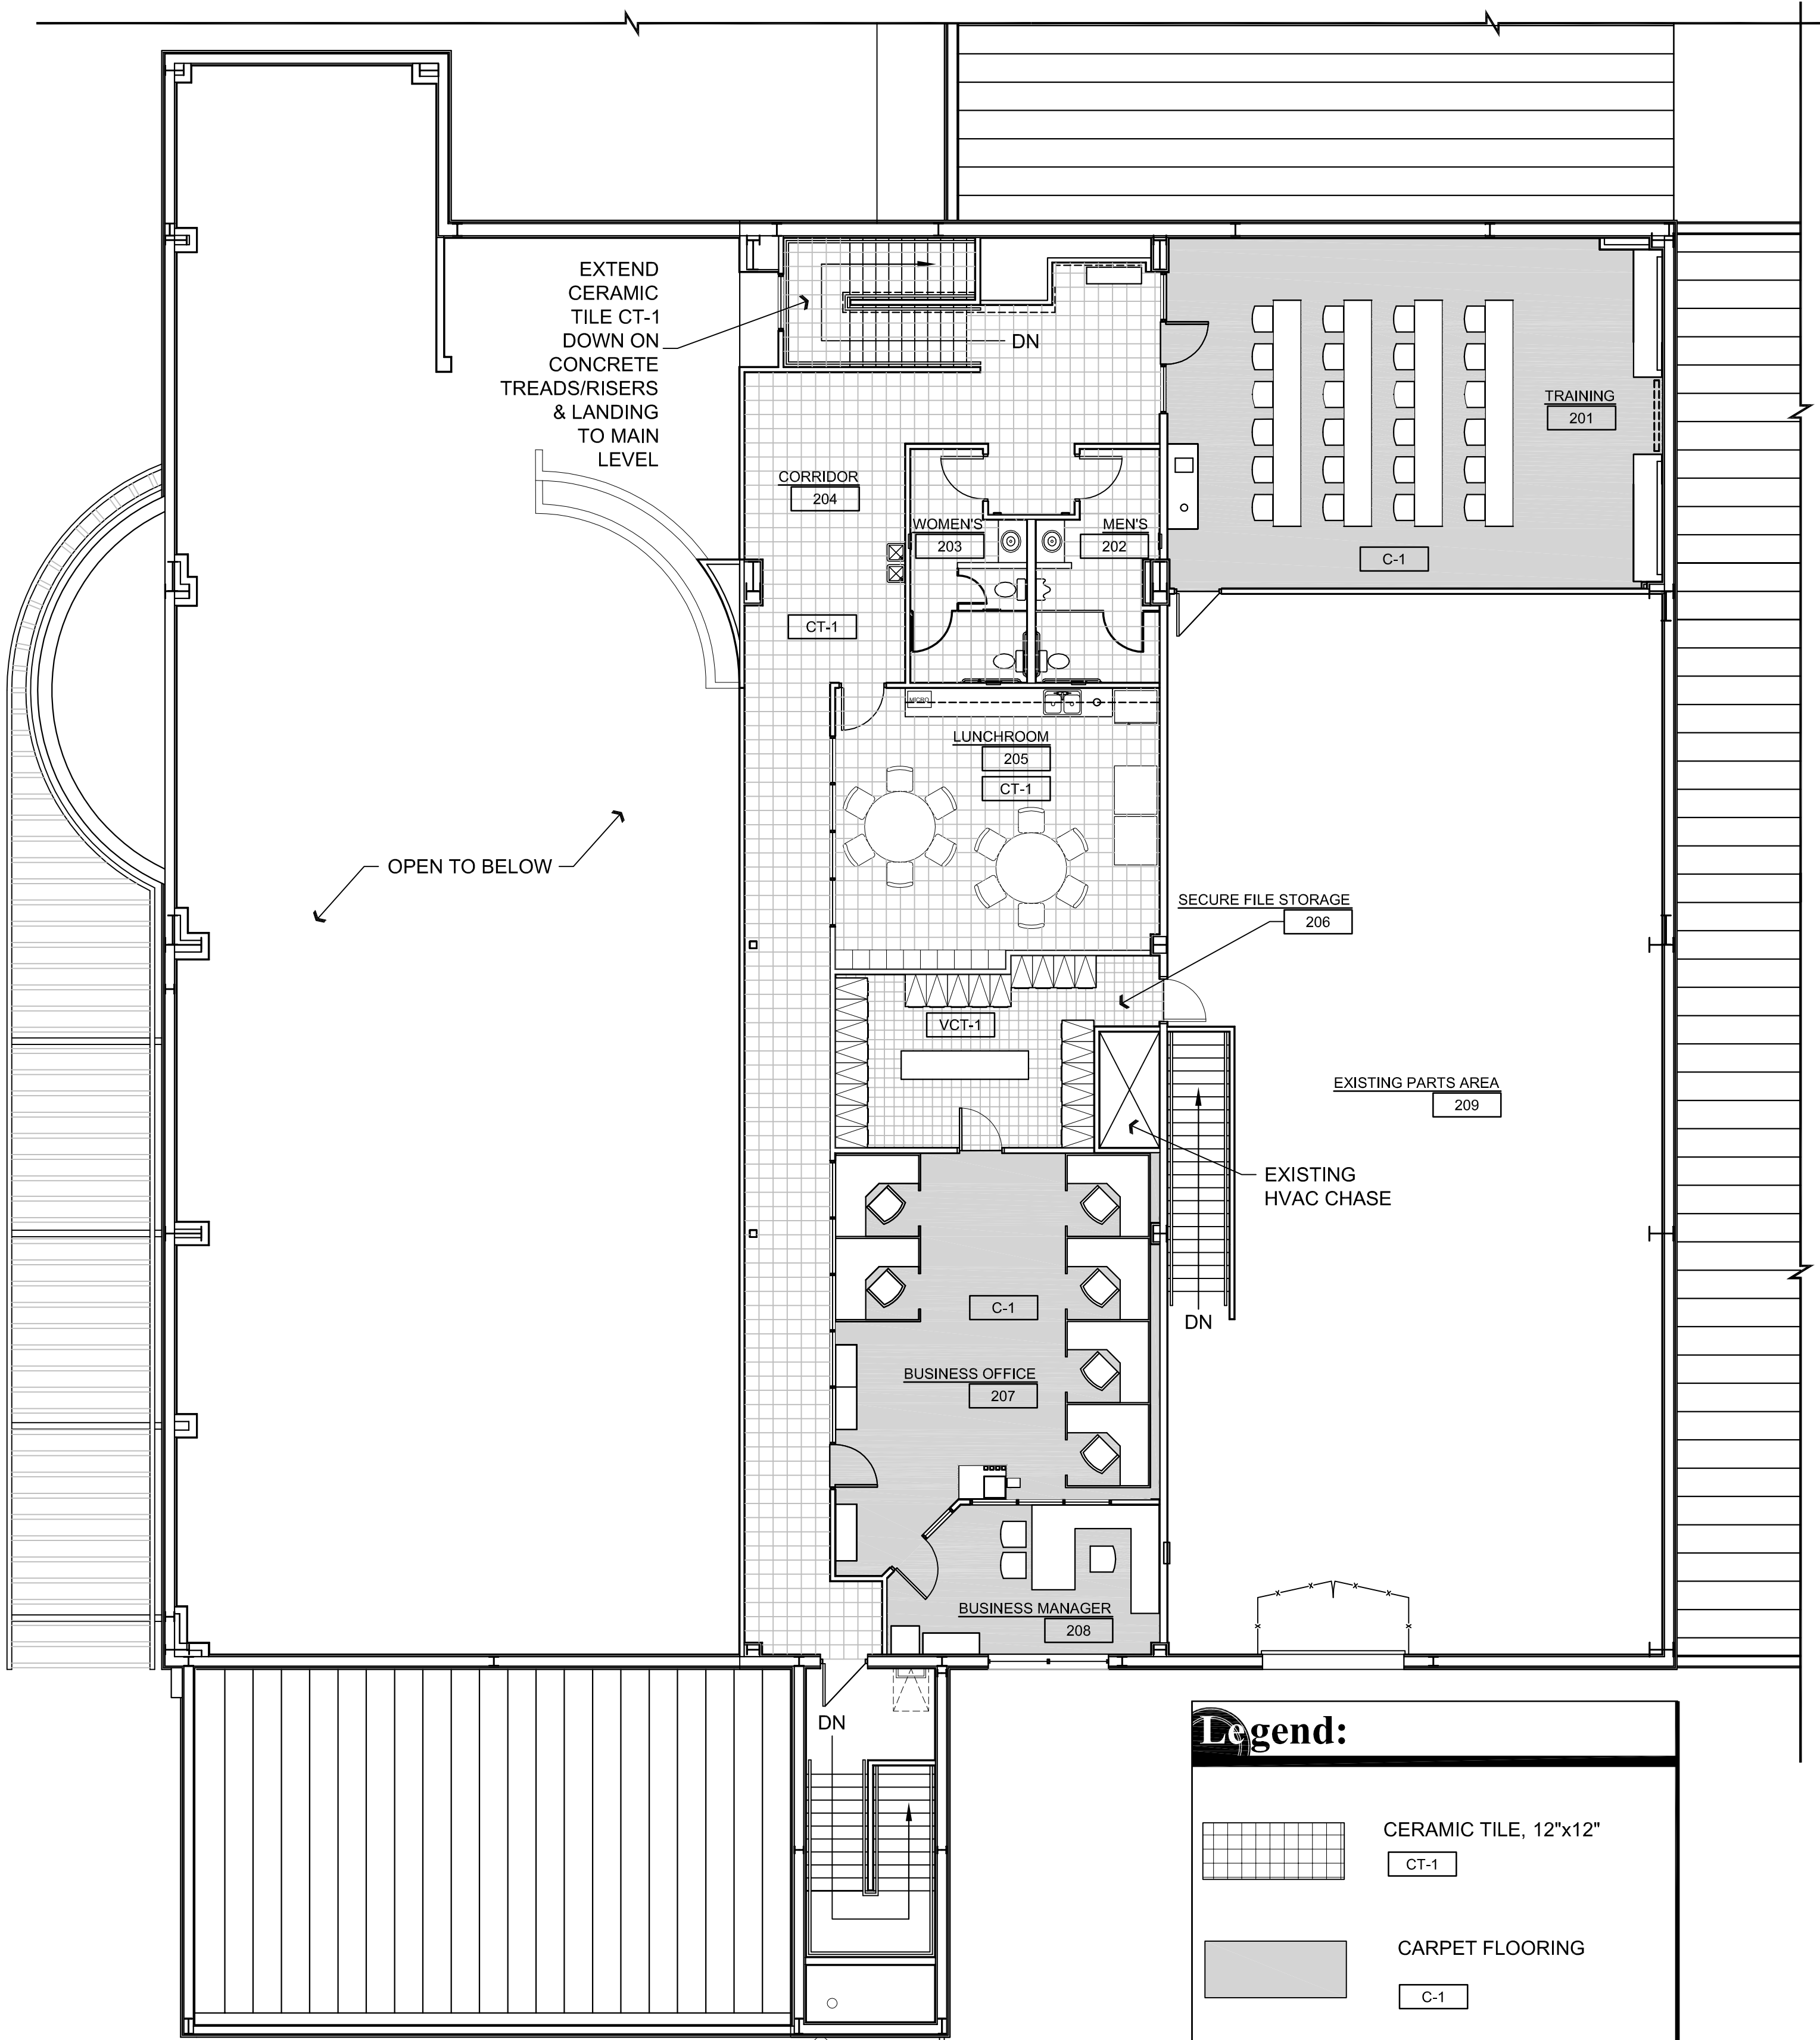 EXTEND
CERAMIC
TILE CT-1
DOWN ON
CONCRETE
TREADS/RISERS
& LANDING
TO MAIN
LEVEL
DN
TRAINING
201
C-1
CORRIDOR
204
WOMEN'S
203
MEN'S
202
CT-1
MICRO
LUNCHROOM
205
CT-1
OPEN TO BELOW
SECURE FILE STORAGE
206
VCT-1
EXISTING PARTS AREA
209
EXISTING
HVAC CHASE
DN
C-1
BUSINESS OFFICE
207
BUSINESS MANAGER
208
DN
Legend:
CERAMIC TILE, 12"x12"
CT-1
CARPET FLOORING
C-1